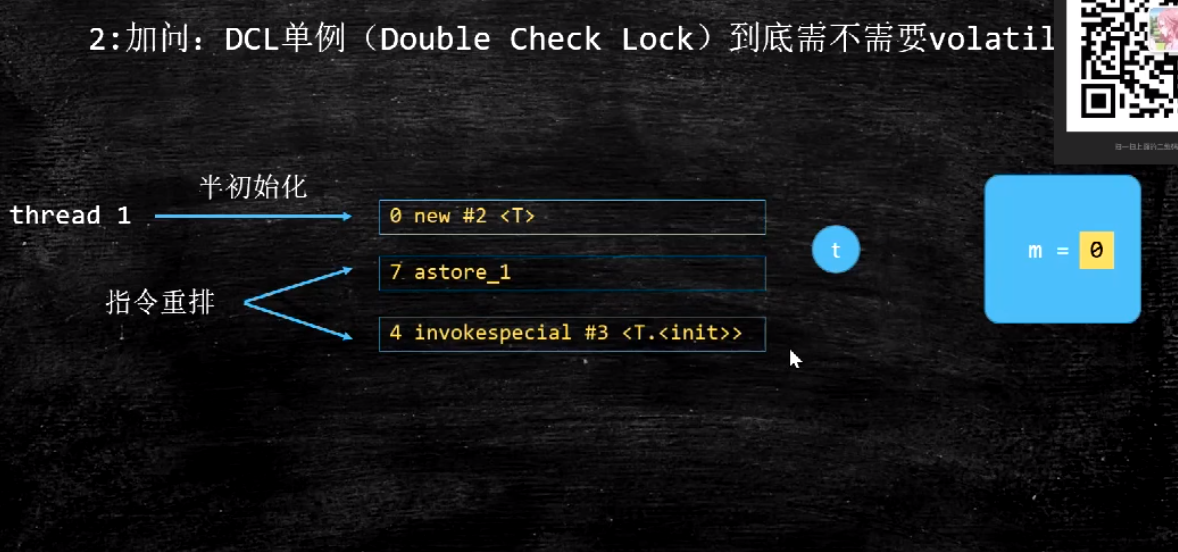 2:加问：DCL单例（Double Check Lock）到底需不需要volatil
半初始化
thread 1
0 new #2 <T>
t
m = 0
7 astore_1
指令重排
4 invokespecial #3 <T.<init>>